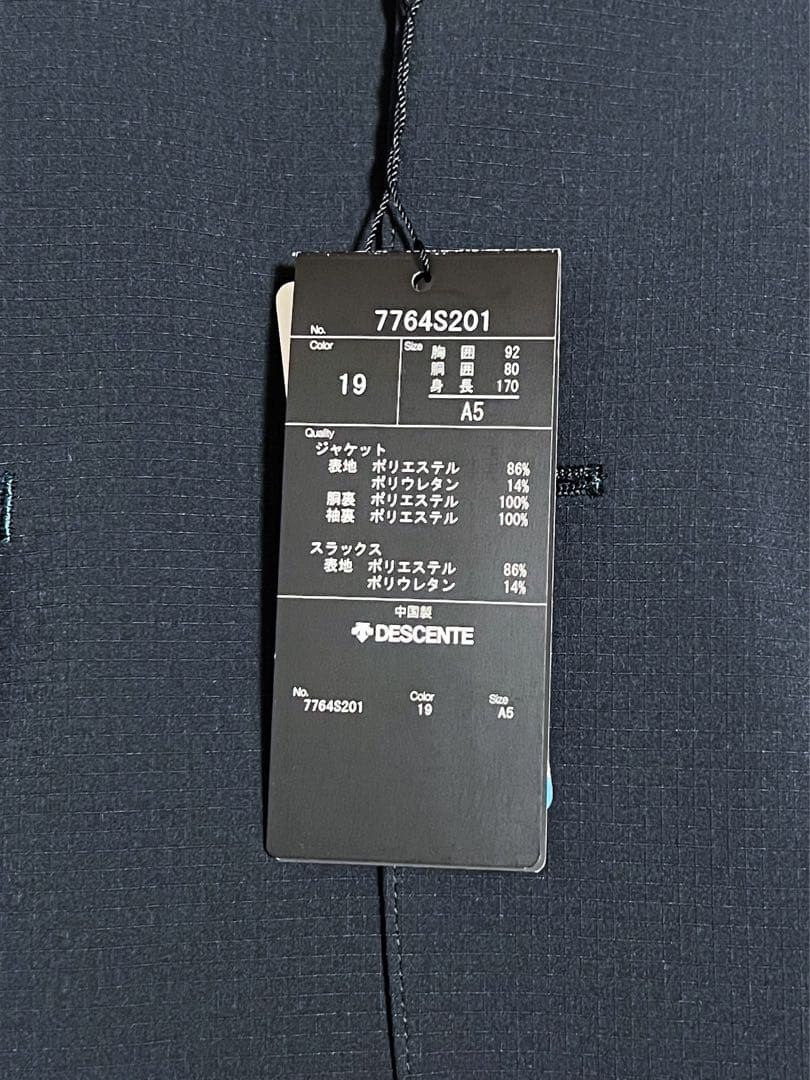 No. 7764S201
Color
19
Size 胸囲 92
胴囲 80
身長 170
A5
Quality
ジャケット
表地 ポリエステル 86%
ポリウレタン 14%
胴裏 ポリエステル 100%
袖裏 ポリエステル 100%
スラックス
表地 ポリエステル 86%
ポリウレタン 14%
中国製
DESCENTE
No. Color Size
7764S201 19 A5